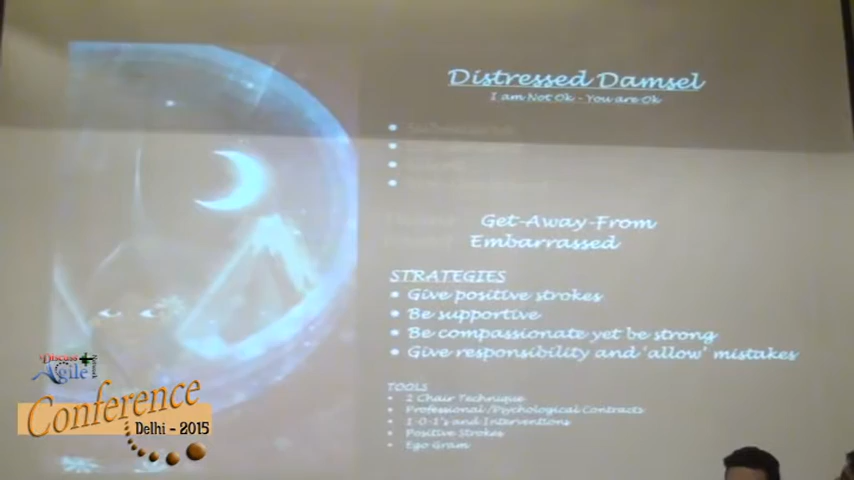 Distressed Damsel
I am Not Ok - You are Ok
Get-Away-From
Embarrassed
STRATEGIES
• Give positive strokes
• Be supportive
• Be compassionate yet be strong
• Give responsibility and 'allow' mistakes
TOOLS
• 2 Chair Technique
• Professional /Psychological Contracts
• 1-0-1's and Interventions
• Positive Strokes
• Ego Gram
Discuss
Agile
Conference
Delhi - 2015